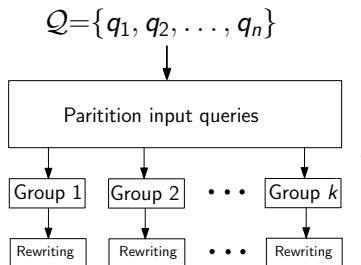 Q={q1, q2, . . . , qn}
Paritition input queries
Group 1 Group 2 • • • Group k
Rewriting Rewriting • • • Rewriting